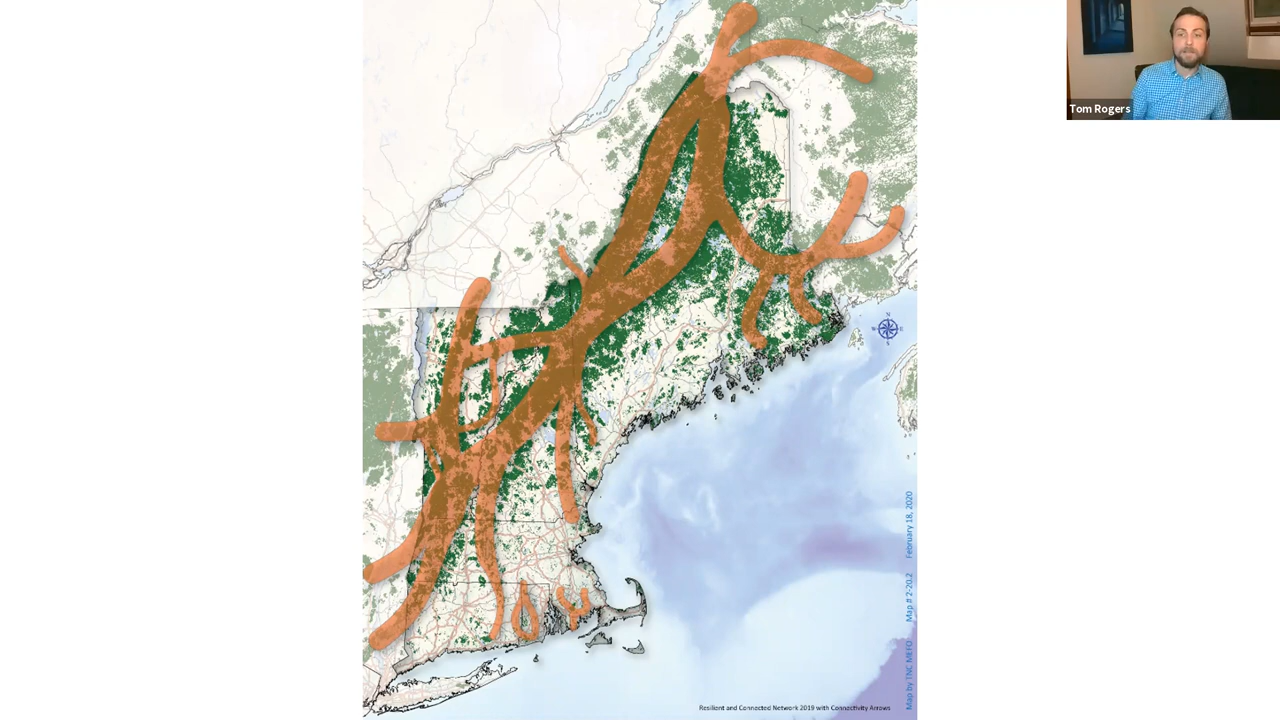 Tom Rogers
N
W
E
S
Map by TNC MEFO Map # 2-20.2 February 18, 2020
Resilient and Connected Network 2019 with Connectivity Arrows